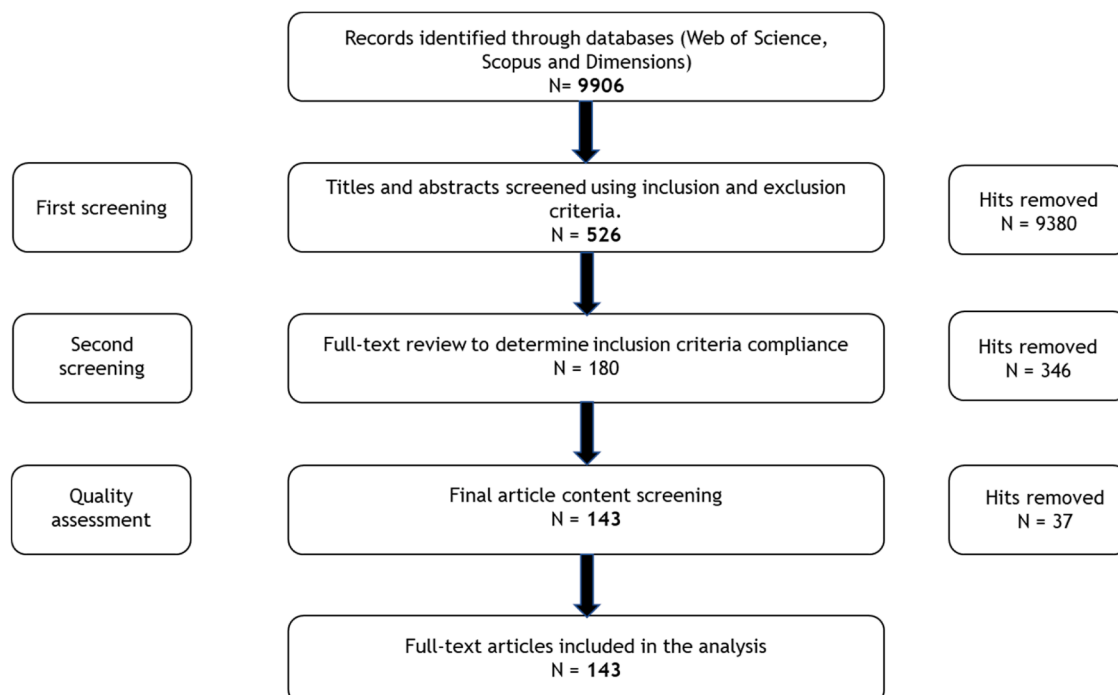 Records identified through databases (Web of Science,
Scopus and Dimensions)
N= 9906
First screening
Titles and abstracts screened using inclusion and exclusion
criteria.
N = 526
Hits removed
N = 9380
Second
screening
Full-text review to determine inclusion criteria compliance
N = 180
Hits removed
N = 346
Quality
assessment
Final article content screening
N = 143
Hits removed
N = 37
Full-text articles included in the analysis
N = 143